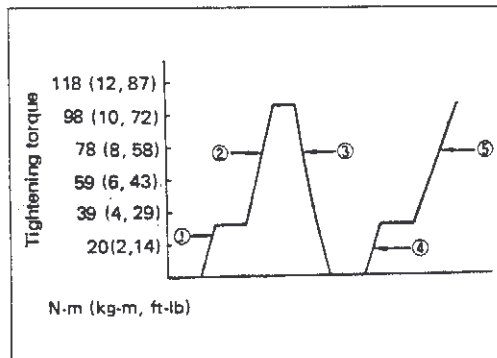 Tightening torque
118 (12, 87)
98 (10, 72)
78 (8, 58)
59 (6, 43)
39 (4, 29)
20(2,14)
①
②
③
④
⑤
N·m (kg-m, ft-lb)